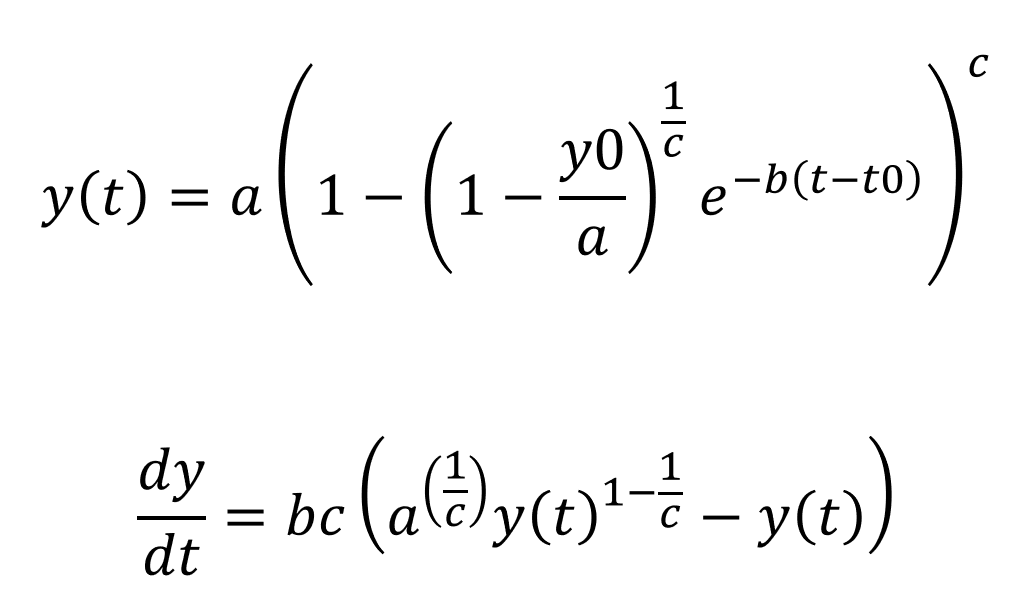 y(t) = a(1 − (1 − y0/a)^(1/c) e^(−b(t−t0)))^c
dy/dt = bc(a^(1/c) y(t)^(1−1/c) − y(t))